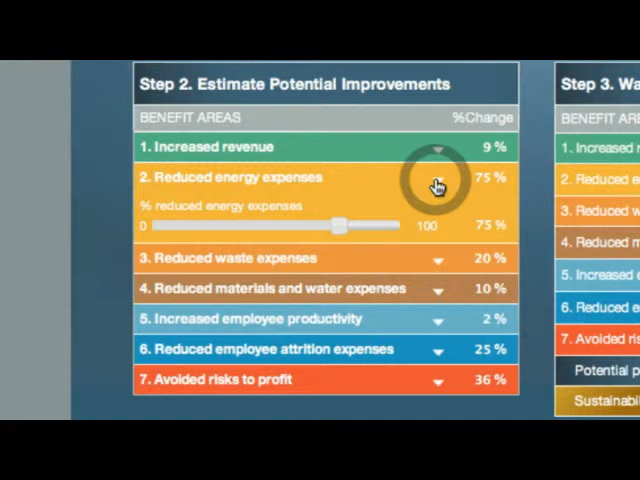 Step 2. Estimate Potential Improvements
BENEFIT AREAS %Change
1. Increased revenue 9 %
2. Reduced energy expenses 75 %
% reduced energy expenses
0 100 75 %
3. Reduced waste expenses 20 %
4. Reduced materials and water expenses 10 %
5. Increased employee productivity 2 %
6. Reduced employee attrition expenses 25 %
7. Avoided risks to profit 36 %
Step 3. Wa
BENEFIT ARE
1. Increased r
2. Reduced e
3. Reduced w
4. Reduced m
5. Increased e
6. Reduced e
7. Avoided ris
Potential p
Sustainabil